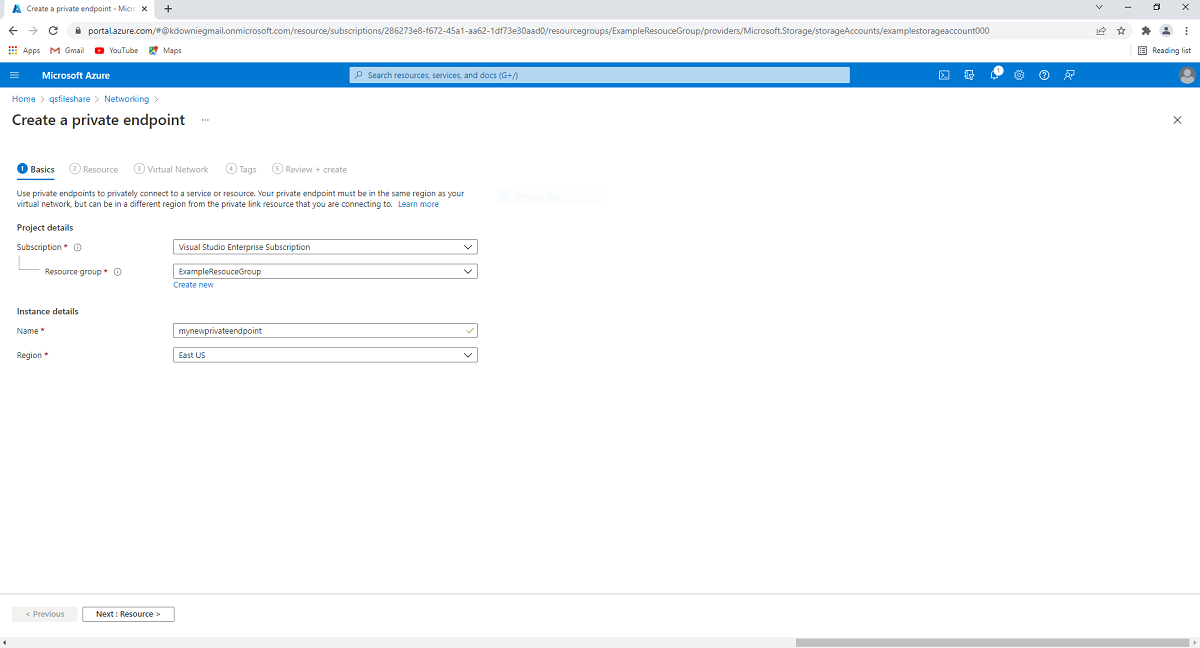 Create a private endpoint - Micr
portal.azure.com/#@kdowniegmail.onmicrosoft.com/resource/subscriptions/286273e8-f672-45a1-aa62-1df73e30aad0/resourcegroups/ExampleResouceGroup/providers/Microsoft.Storage/storageAccounts/examplestorageaccount000
Apps Gmail YouTube Maps Reading list
Microsoft Azure Search resources, services, and docs (G+/) 1
Home > qsfileshare > Networking >
Create a private endpoint ...
1 Basics 2 Resource 3 Virtual Network 4 Tags 5 Review + create
Use private endpoints to privately connect to a service or resource. Your private endpoint must be in the same region as your
virtual network, but can be in a different region from the private link resource that you are connecting to. Learn more
Project details
Subscription * Visual Studio Enterprise Subscription
Resource group * ExampleResouceGroup
Create new
Instance details
Name * mynewprivateendpoint
Region * East US
< Previous Next : Resource >